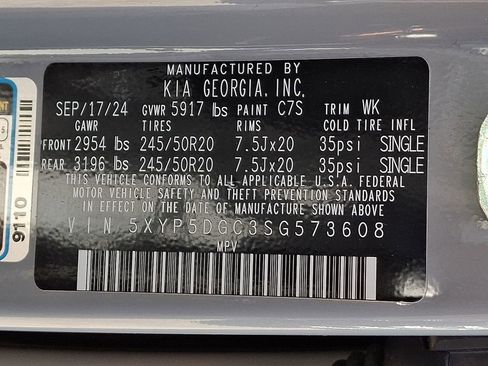 MANUFACTURED BY
KIA GEORGIA, INC.
SEP/17/24 GVWR 5917 lbs PAINT C7S TRIM WK
GAWR TIRES RIMS COLD TIRE INFL
FRONT 2954 lbs 245/50R20 7.5Jx20 35psi SINGLE
REAR 3196 lbs 245/50R20 7.5Jx20 35psi SINGLE
THIS VEHICLE CONFORMS TO ALL APPLICABLE U.S.A. FEDERAL
MOTOR VEHICLE SAFETY AND THEFT PREVENTION STANDARDS
IN EFFECT ON THE DATE OF MANUFACTURE SHOWN ABOVE.
VIN 5XYP5DGC3SG573608
MPV
9110